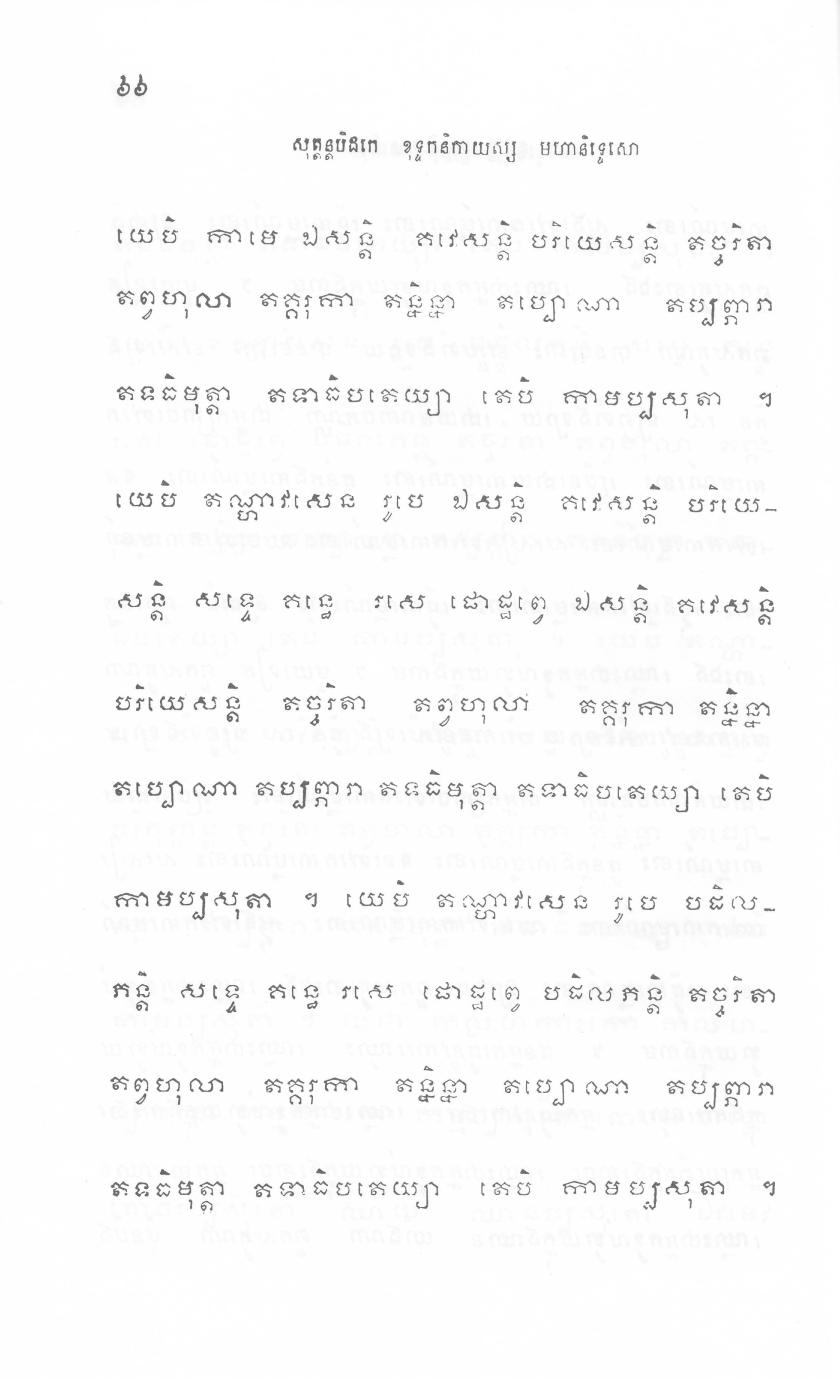 ៦៦
សុត្តន្តបិដកេ ខុទ្ទកនិកាយស្ស មហានិទ្ទេសោ
យេបិ កាមេ ឯសន្តិ គវេសន្តិ បរិយេសន្តិ តច្ចរិតា
តព្វហុលា តគ្គរុកា តន្និន្នា តប្បោណា តប្បព្ភារា
តទធិមុត្តា តទាធិបតេយ្យា តេបិ កាមប្បសុតា ។
យេបិ តណ្ហាវសេន រូបេ ឯសន្តិ គវេសន្តិ បរិយេ-
សន្តិ សទ្ទេ គន្ធេ រសេ ផោដ្ឋព្វេ ឯសន្តិ គវេសន្តិ
បរិយេសន្តិ តច្ចរិតា តព្វហុលា តគ្គរុកា តន្និន្នា
តប្បោណា តប្បព្ភារា តទធិមុត្តា តទាធិបតេយ្យា តេបិ
កាមប្បសុតា ។ យេបិ តណ្ហាវសេន រូបេ បដិល-
ភន្តិ សទ្ទេ គន្ធេ រសេ ផោដ្ឋព្វេ បដិលភន្តិ តច្ចរិតា
តព្វហុលា តគ្គរុកា តន្និន្នា តប្បោណា តប្បព្ភារា
តទធិមុត្តា តទាធិបតេយ្យា តេបិ កាមប្បសុតា ។